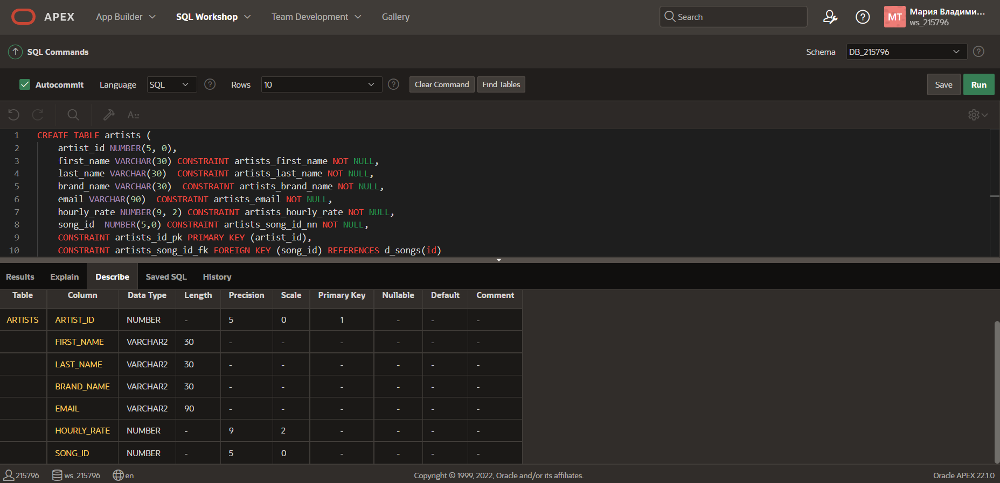 APEX App Builder SQL Workshop Team Development Gallery Search MT Мария Владими...
ws_215796
SQL Commands Schema DB_215796
Autocommit Language SQL Rows 10 Clear Command Find Tables Save Run
A::
1 CREATE TABLE artists (
2 artist_id NUMBER(5, 0),
3 first_name VARCHAR(30) CONSTRAINT artists_first_name NOT NULL,
4 last_name VARCHAR(30)  CONSTRAINT artists_last_name NOT NULL,
5 brand_name VARCHAR(30)  CONSTRAINT artists_brand_name NOT NULL,
6 email VARCHAR(90)  CONSTRAINT artists_email NOT NULL,
7 hourly_rate NUMBER(9, 2) CONSTRAINT artists_hourly_rate NOT NULL,
8 song_id  NUMBER(5,0) CONSTRAINT artists_song_id_nn NOT NULL,
9 CONSTRAINT artists_id_pk PRIMARY KEY (artist_id),
10 CONSTRAINT artists_song_id_fk FOREIGN KEY (song_id) REFERENCES d_songs(id)
Results Explain Describe Saved SQL History
Table Column Data Type Length Precision Scale Primary Key Nullable Default Comment
ARTISTS ARTIST_ID NUMBER - 5 0 1 - - -
FIRST_NAME VARCHAR2 30 - - - - - -
LAST_NAME VARCHAR2 30 - - - - - -
BRAND_NAME VARCHAR2 30 - - - - - -
EMAIL VARCHAR2 90 - - - - - -
HOURLY_RATE NUMBER - 9 2 - - - -
SONG_ID NUMBER - 5 0 - - - -
215796 ws_215796 en Copyright © 1999, 2022, Oracle and/or its affiliates. Oracle APEX 22.1.0